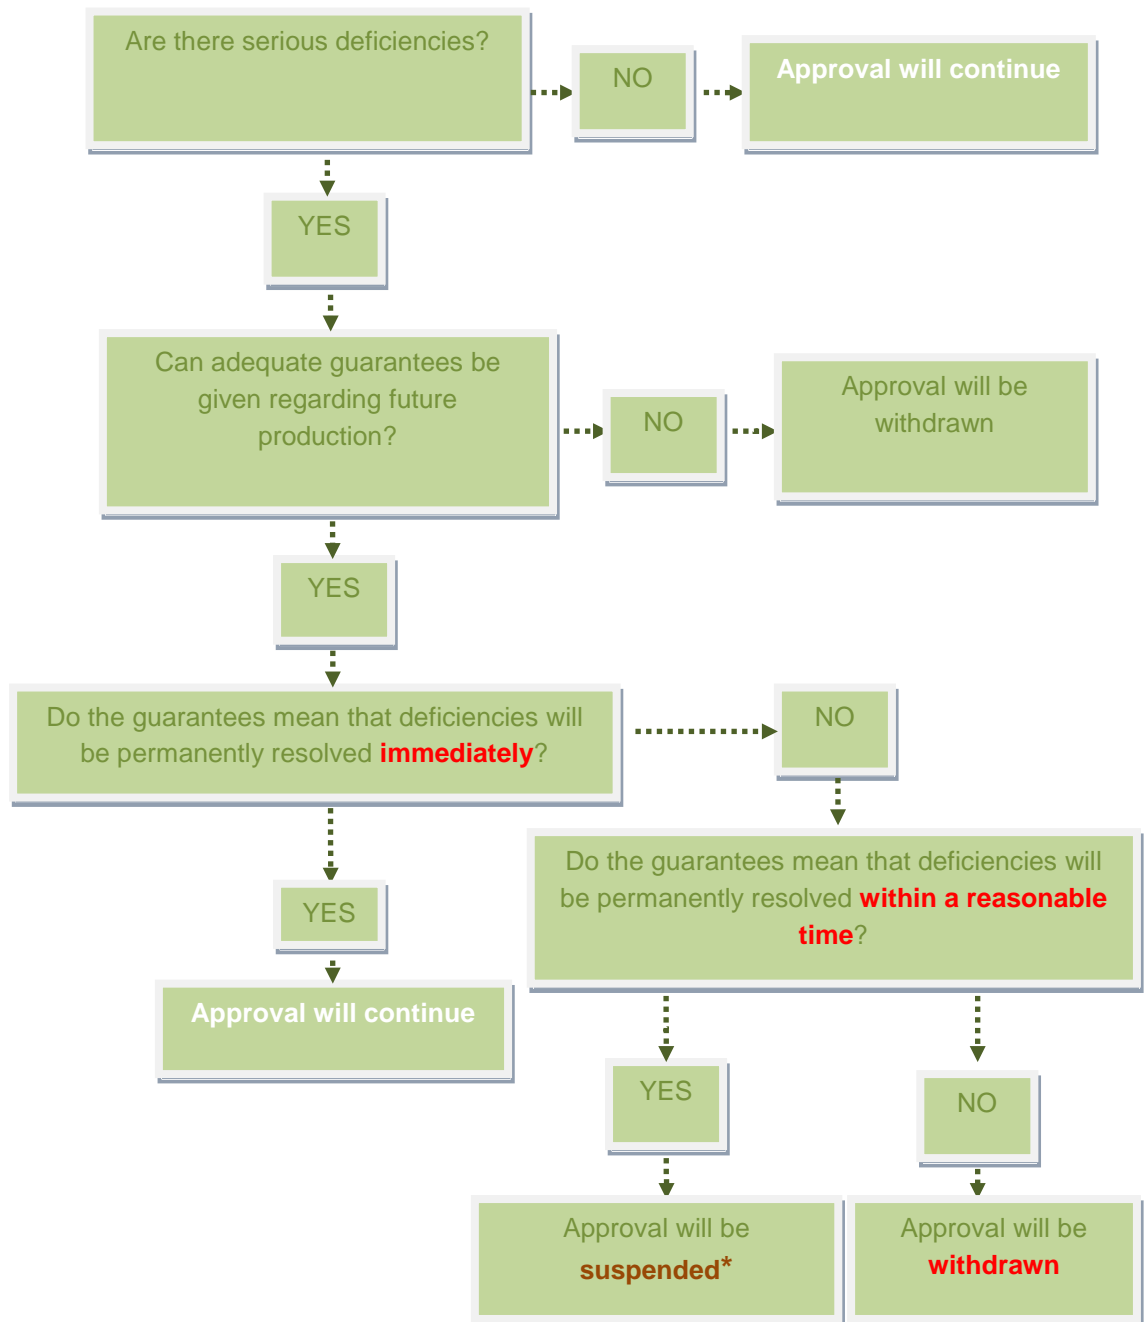 Are there serious deficiencies?
NO
Approval will continue
YES
Can adequate guarantees be
given regarding future
production?
NO
Approval will be
withdrawn
YES
Do the guarantees mean that deficiencies will
be permanently resolved immediately?
NO
Do the guarantees mean that deficiencies will
be permanently resolved within a reasonable
time?
YES
Approval will continue
YES
NO
Approval will be
suspended*
Approval will be
withdrawn